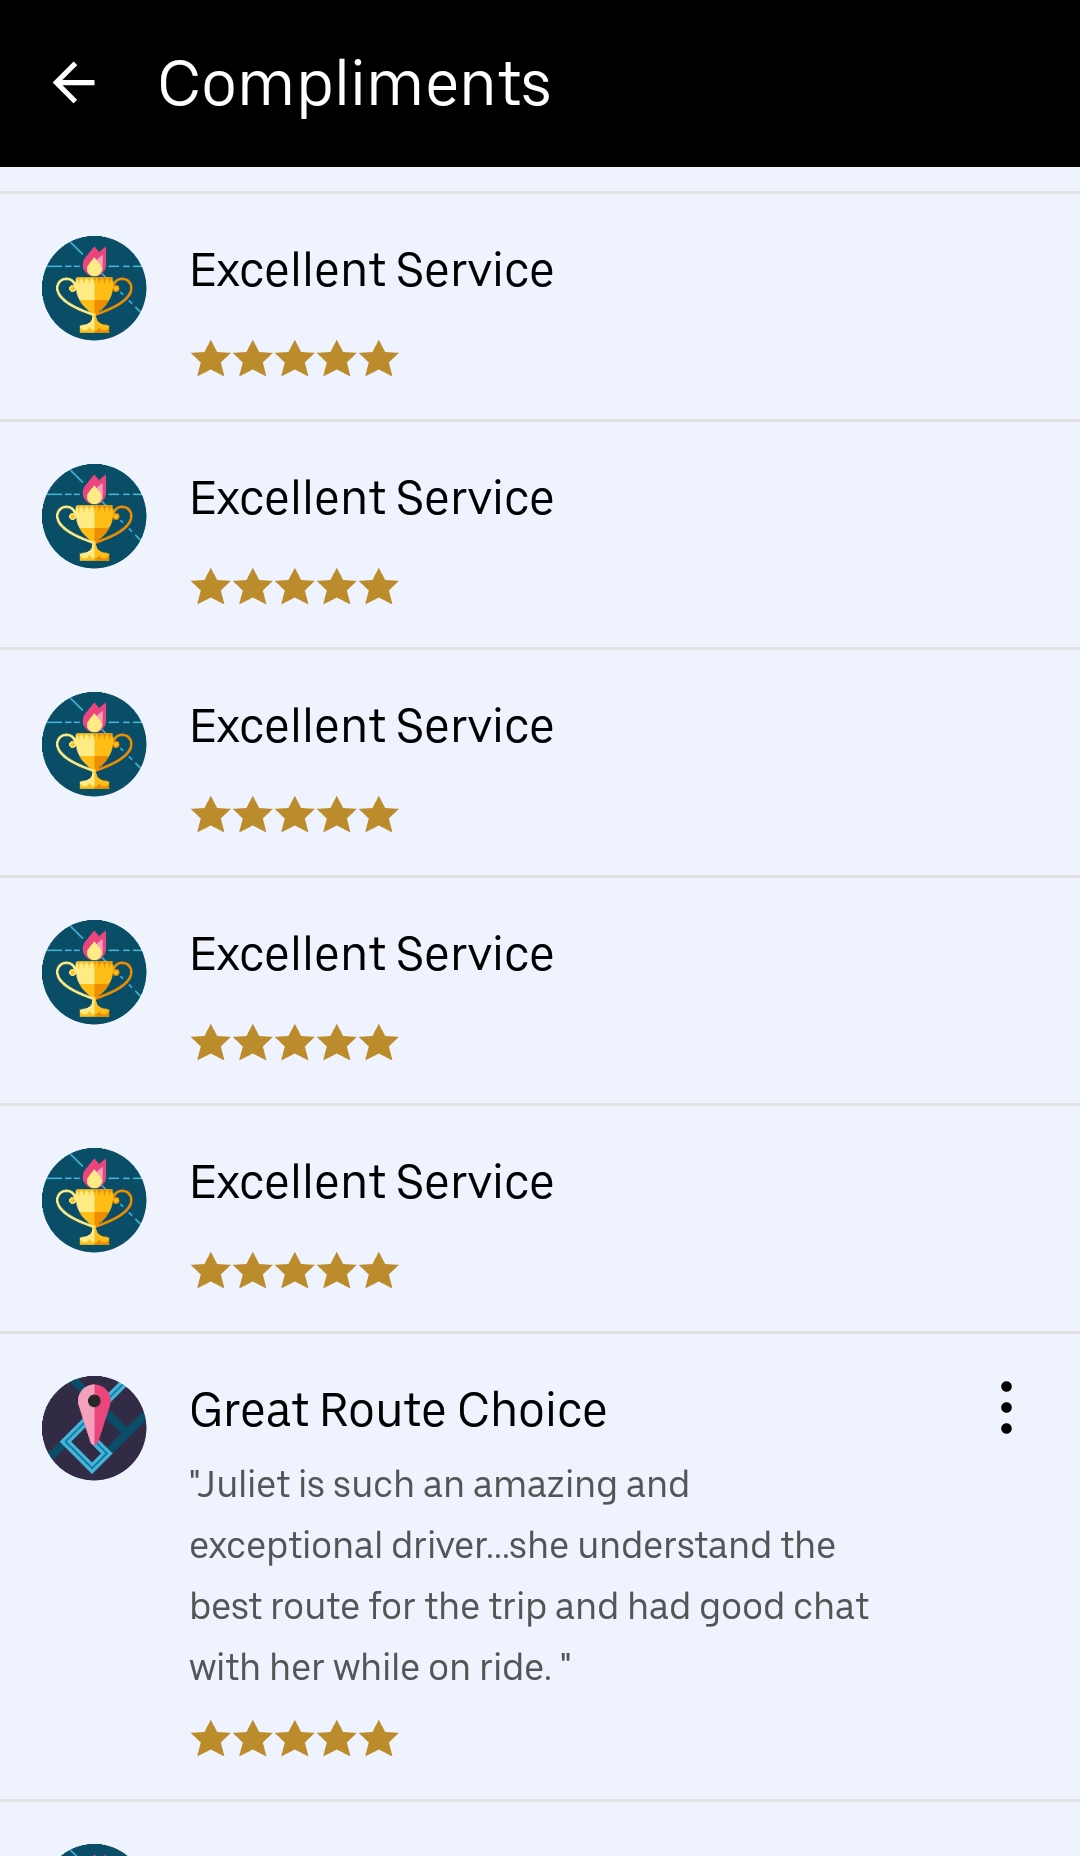 Compliments
Excellent Service
Excellent Service
Excellent Service
Excellent Service
Excellent Service
Great Route Choice
"Juliet is such an amazing and
exceptional driver...she understand the
best route for the trip and had good chat
with her while on ride. "